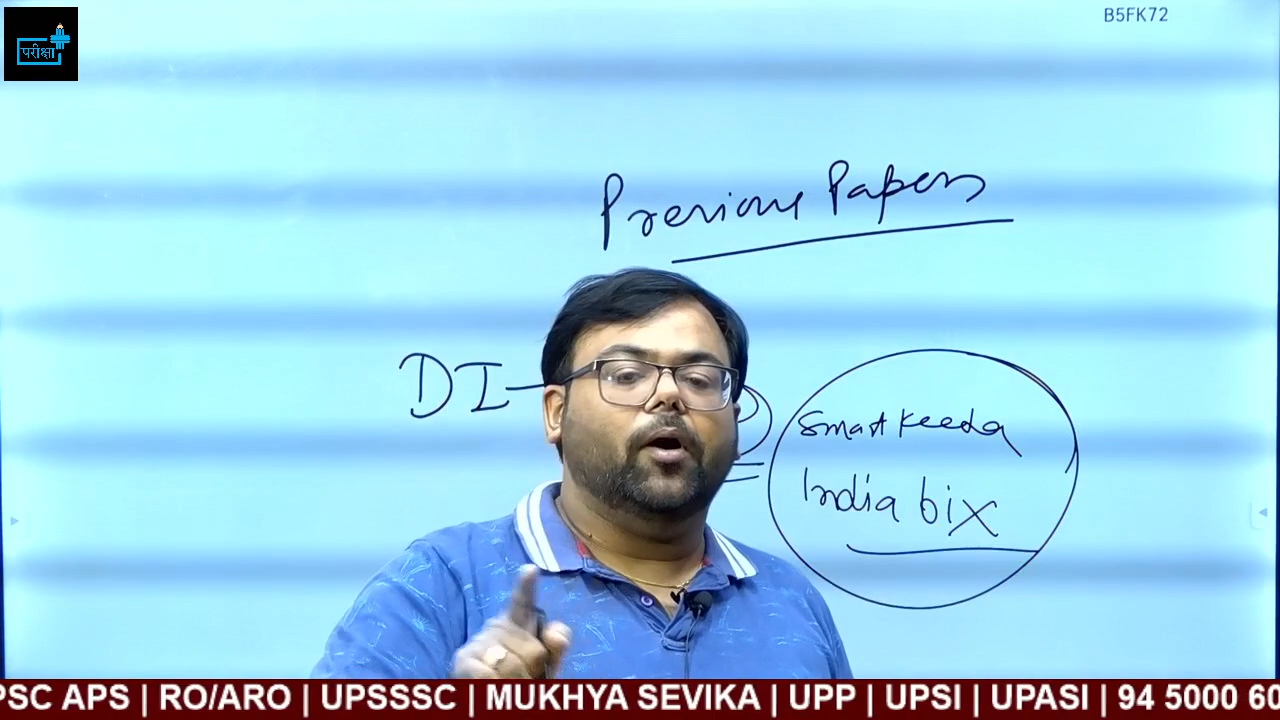 B5FK72
परीक्षा
Previous Papers
DI
Smartkeeda
India bix
PSC APS | RO/ARO | UPSSSC | MUKHYA SEVIKA | UPP | UPSI | UPASI | 94 5000 60